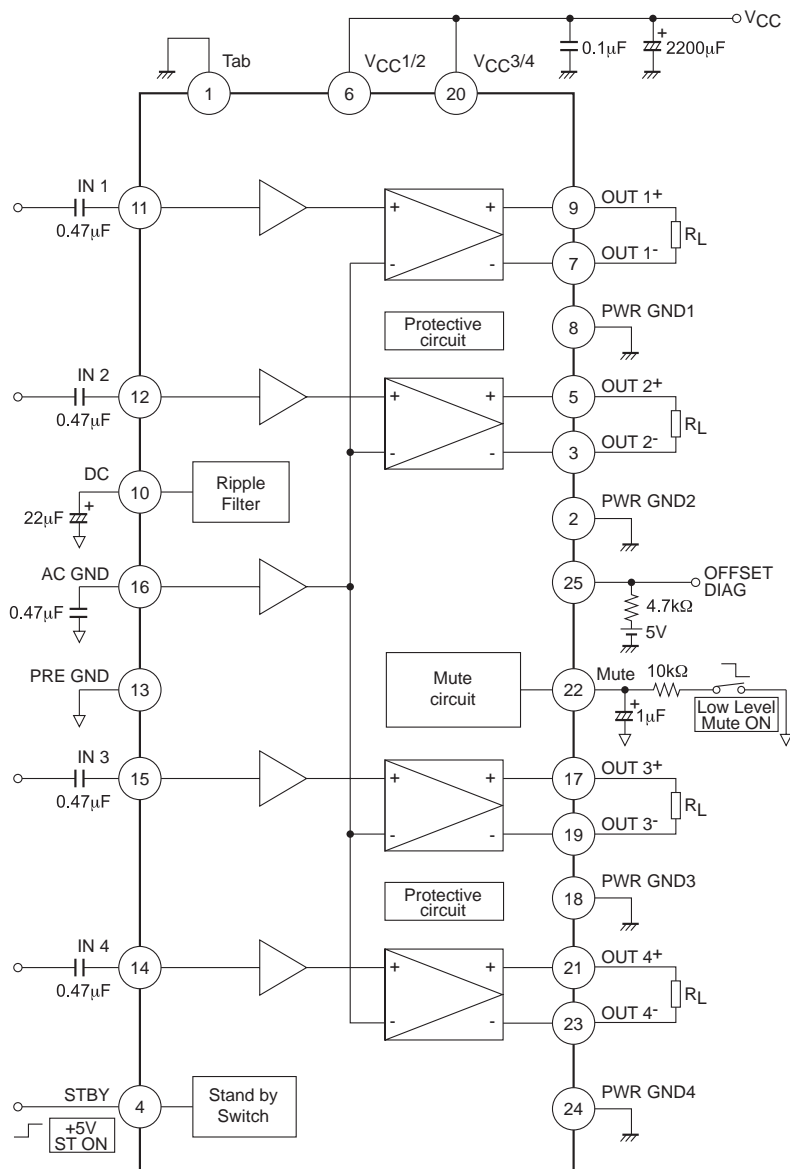 VCC
0.1μF
2200μF
Tab
VCC1/2
VCC3/4
1
6
20
IN 1
11
0.47μF
+
+
-
-
9
OUT 1+
7
OUT 1-
RL
Protective
circuit
8
PWR GND1
IN 2
12
0.47μF
+
+
-
-
5
OUT 2+
3
OUT 2-
RL
DC
10
Ripple
Filter
+
22μF
2
PWR GND2
AC GND
16
0.47μF
25
OFFSET
DIAG
4.7kΩ
5V
PRE GND
13
Mute
circuit
22
Mute
10kΩ
+
1μF
Low Level
Mute ON
IN 3
15
0.47μF
+
+
-
-
17
OUT 3+
19
OUT 3-
RL
Protective
circuit
18
PWR GND3
IN 4
14
0.47μF
+
+
-
-
21
OUT 4+
23
OUT 4-
RL
STBY
4
Stand by
Switch
+5V
ST ON
24
PWR GND4